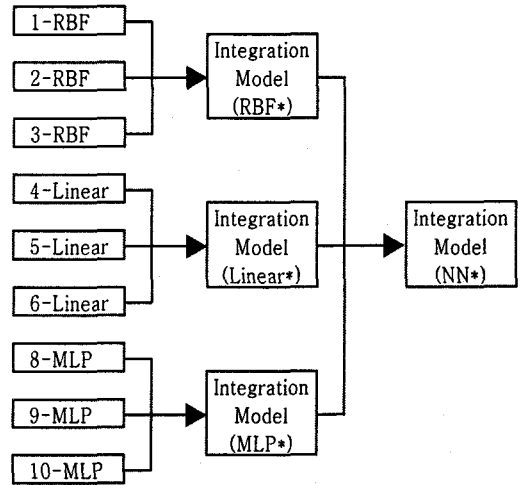 1-RBF
2-RBF
3-RBF
Integration
Model
(RBF*)
4-Linear
5-Linear
6-Linear
Integration
Model
(Linear*)
8-MLP
9-MLP
10-MLP
Integration
Model
(MLP*)
Integration
Model
(NN*)